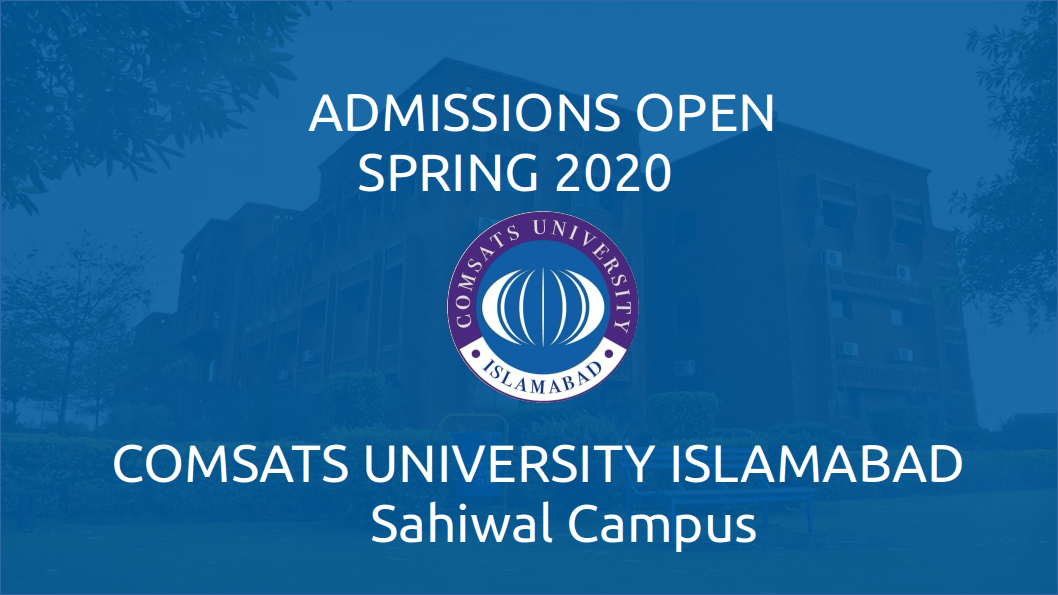 ADMISSIONS OPEN
SPRING 2020
COMSATS UNIVERSITY
• ISLAMABAD •
COMSATS UNIVERSITY ISLAMABAD
Sahiwal Campus